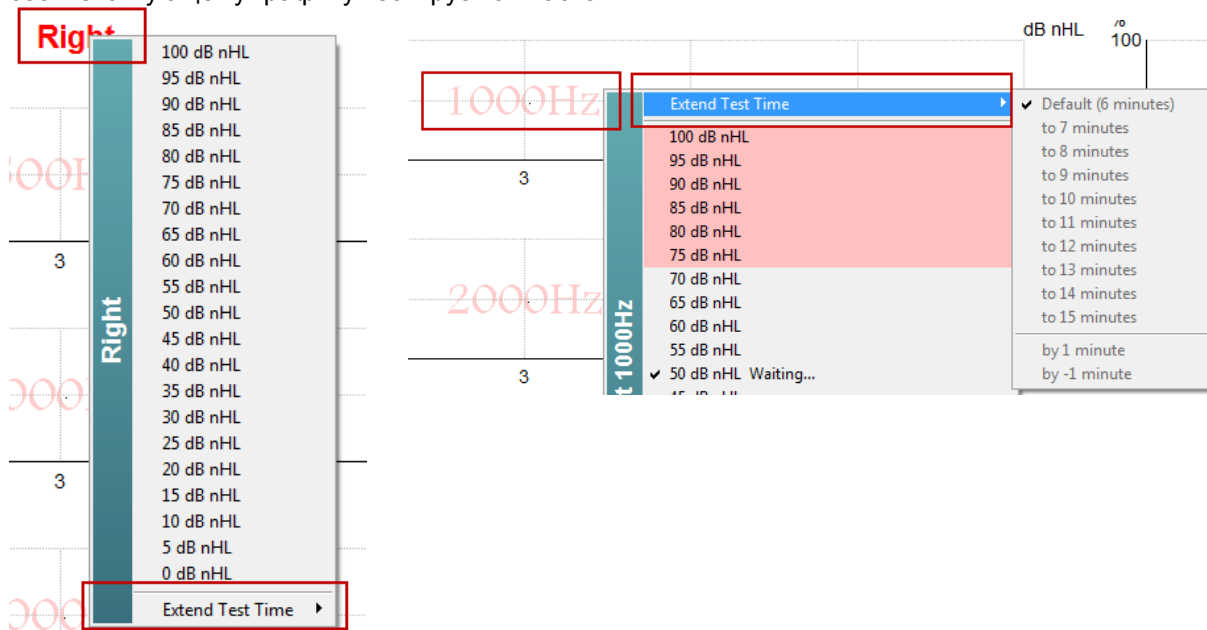 Right
100 dB nHL
95 dB nHL
90 dB nHL
85 dB nHL
80 dB nHL
75 dB nHL
70 dB nHL
65 dB nHL
60 dB nHL
55 dB nHL
50 dB nHL
45 dB nHL
40 dB nHL
35 dB nHL
30 dB nHL
25 dB nHL
20 dB nHL
15 dB nHL
10 dB nHL
5 dB nHL
0 dB nHL
Extend Test Time
Right
3
3
dB nHL
%
100
1000Hz
3
2000Hz
3
Extend Test Time
100 dB nHL
95 dB nHL
90 dB nHL
85 dB nHL
80 dB nHL
75 dB nHL
70 dB nHL
65 dB nHL
60 dB nHL
55 dB nHL
50 dB nHL Waiting...
1000Hz
Default (6 minutes)
to 7 minutes
to 8 minutes
to 9 minutes
to 10 minutes
to 11 minutes
to 12 minutes
to 13 minutes
to 14 minutes
to 15 minutes
by 1 minute
by -1 minute